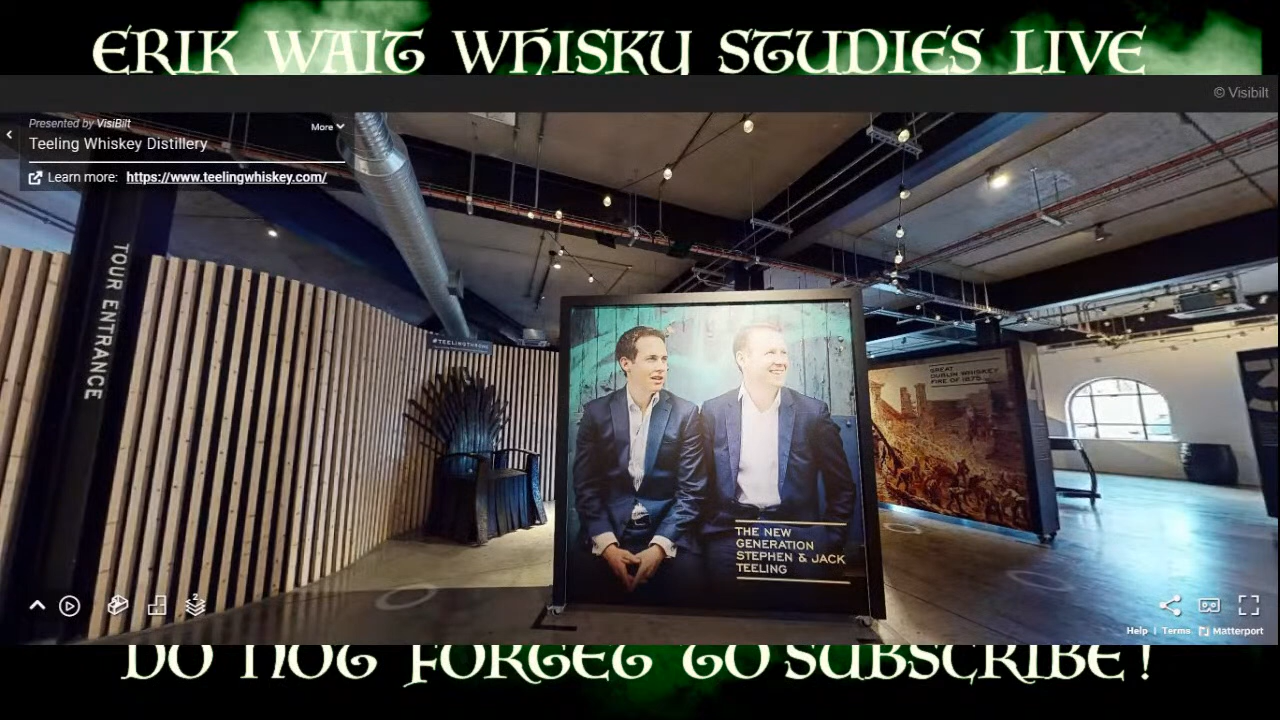 ERIK WAIT WHISKY STUDIES LIVE
© Visibilt
Presented by VisiBilt
More
Teeling Whiskey Distillery
Learn more: https://www.teelingwhiskey.com/
TOUR ENTRANCE
#TEELINGTHRONE
GREAT
DUBLIN WHISKEY
FIRE OF 1875
THE NEW
GENERATION
STEPHEN & JACK
TEELING
2
Help | Terms Matterport
DO NOT FORGET TO SUBSCRIBE!